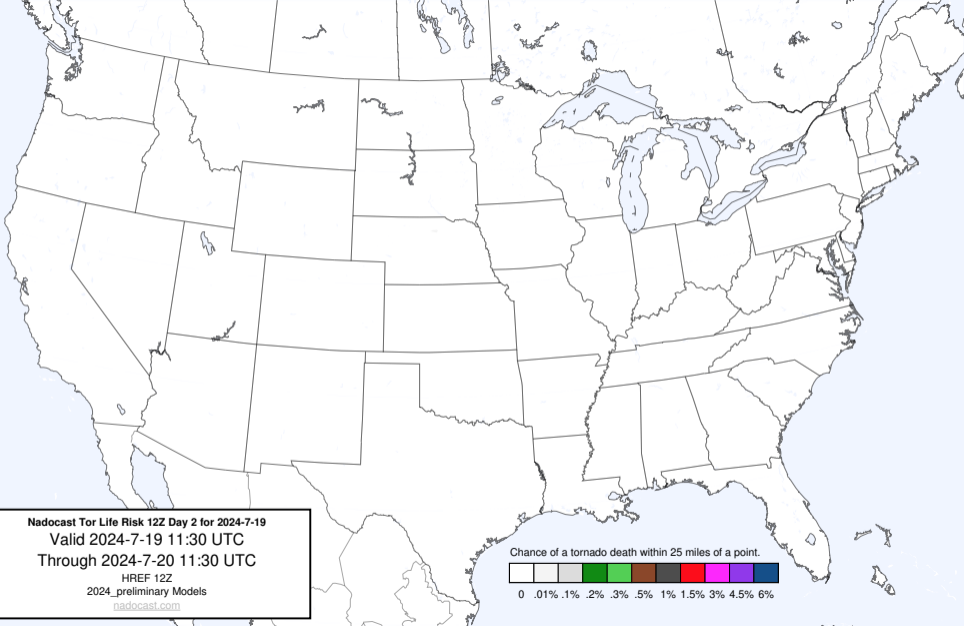 Nadocast Tor Life Risk 12Z Day 2 for 2024-7-19
Valid 2024-7-19 11:30 UTC
Through 2024-7-20 11:30 UTC
HREF 12Z
2024_preliminary Models
nadocast.com
Chance of a tornado death within 25 miles of a point.
0 .01% .1% .2% .3% .5% 1% 1.5% 3% 4.5% 6%